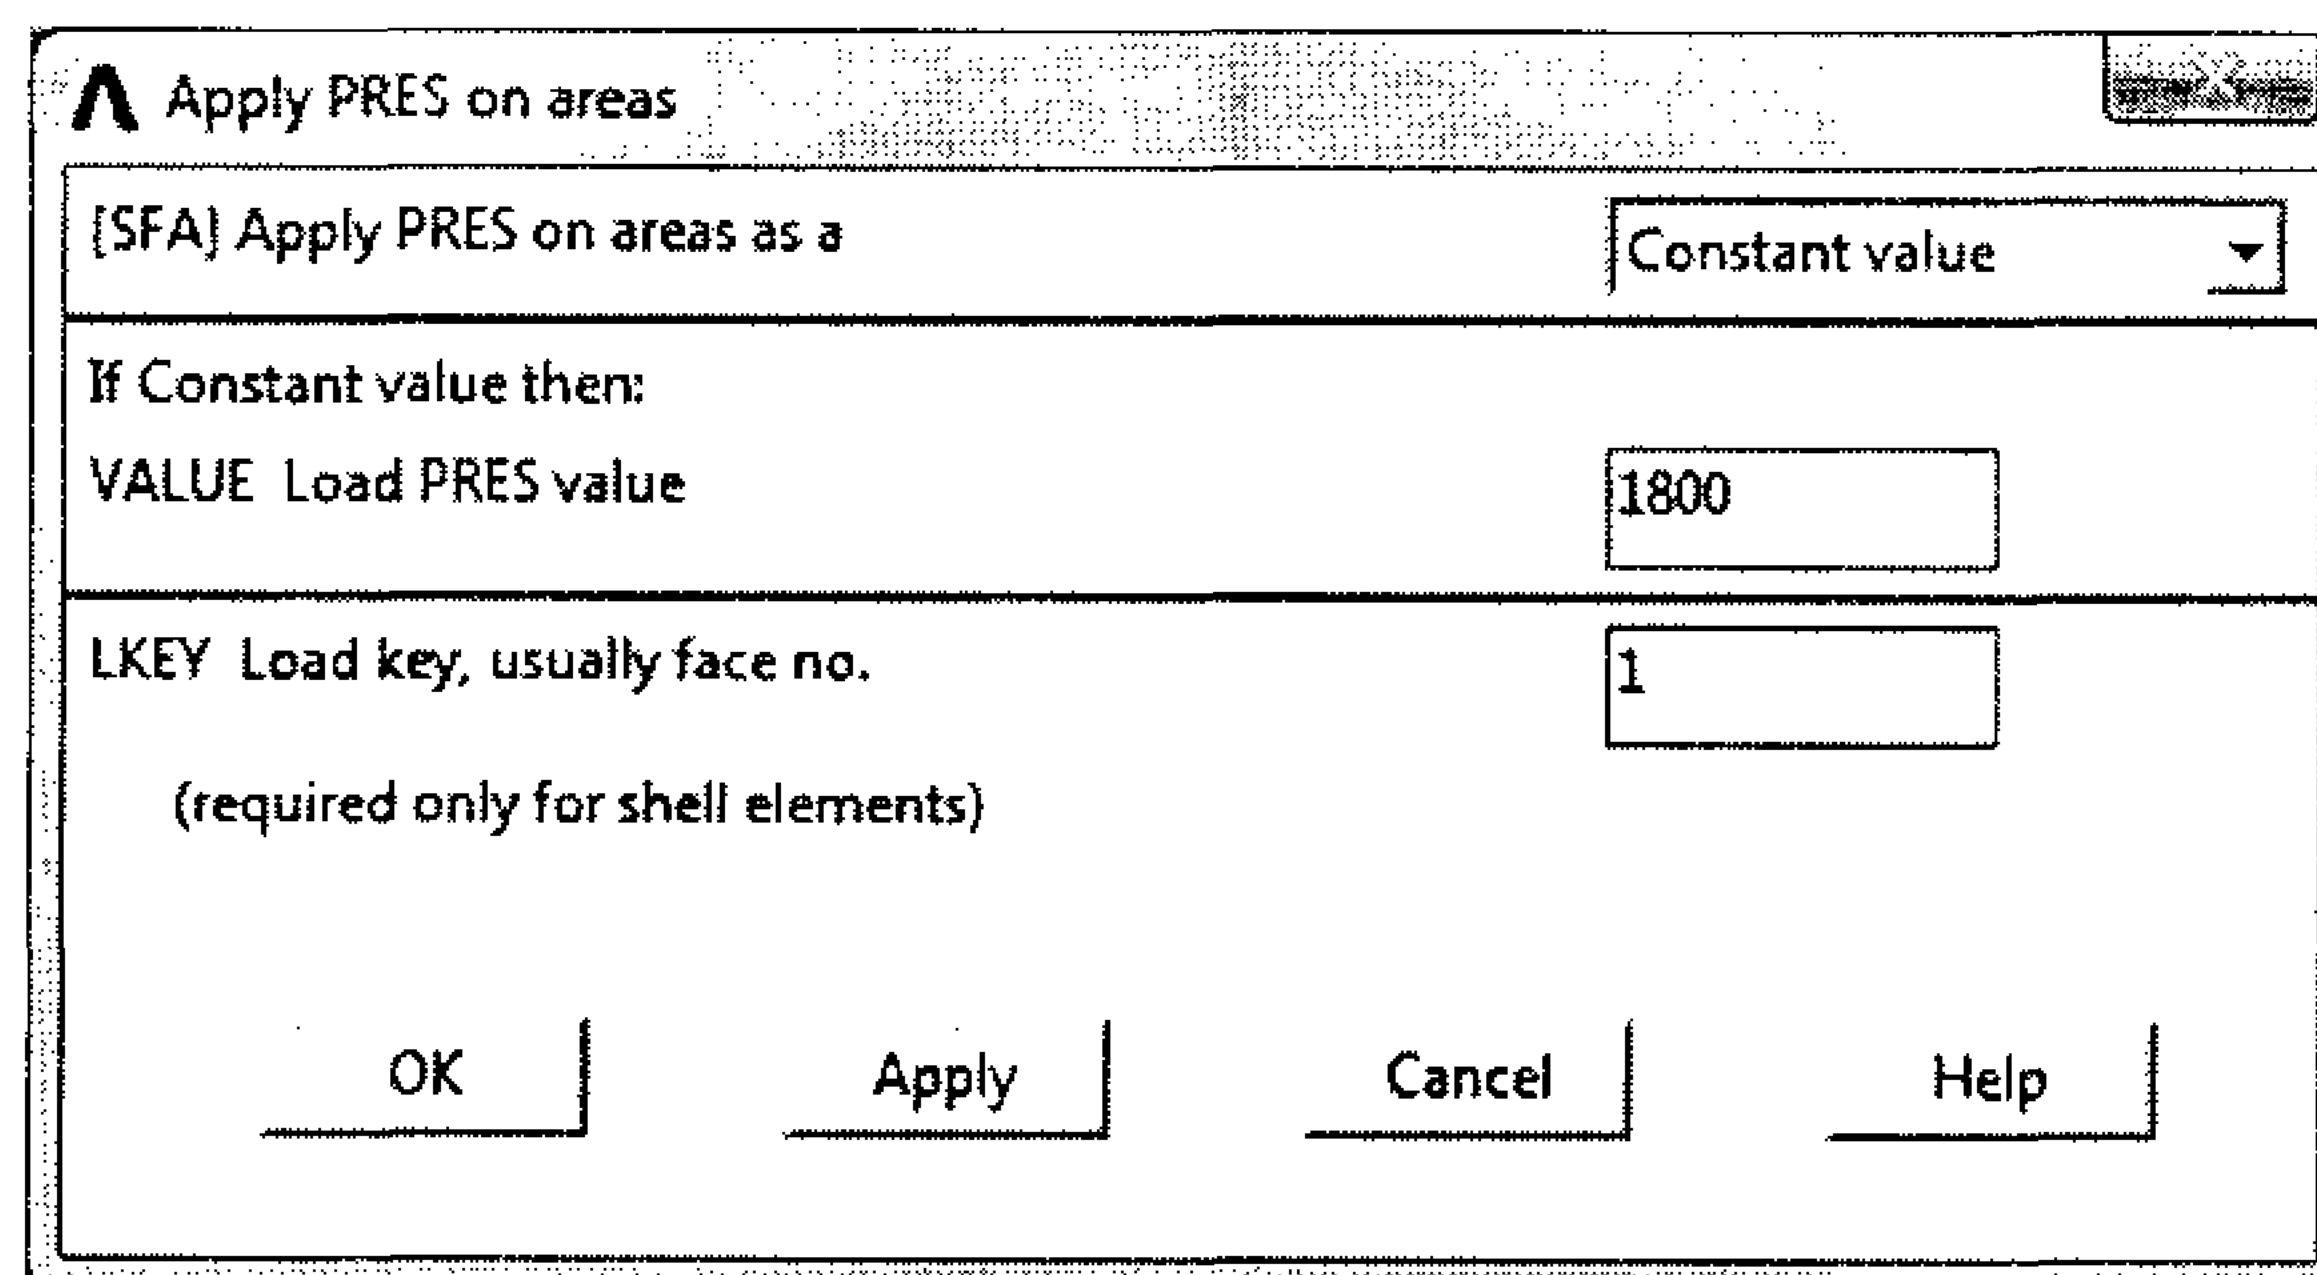 Λ Apply PRES on areas
[SFA] Apply PRES on areas as a Constant value
If Constant value then:
VALUE Load PRES value 1800
LKEY Load key, usually face no. 1
(required only for shell elements)
OK Apply Cancel Help